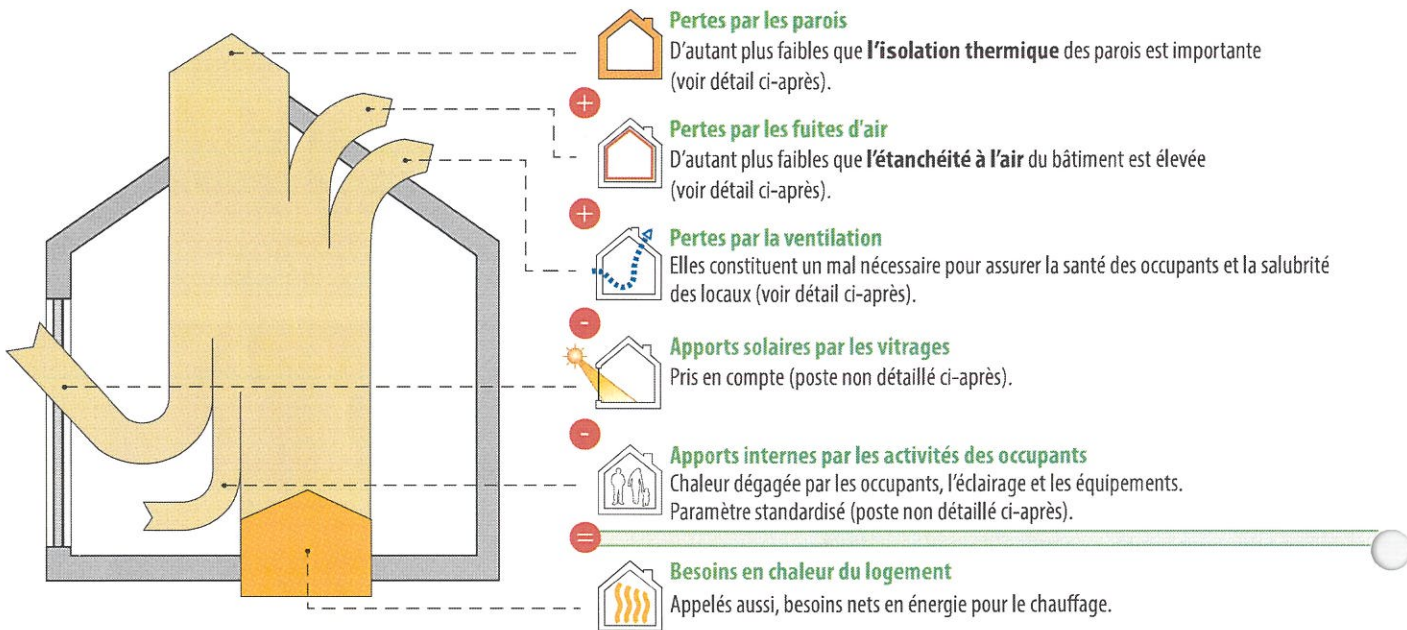 Pertes par les parois
D'autant plus faibles que l'isolation thermique des parois est importante
(voir détail ci-après).
+
Pertes par les fuites d'air
D'autant plus faibles que l'étanchéité à l'air du bâtiment est élevée
(voir détail ci-après).
+
Pertes par la ventilation
Elles constituent un mal nécessaire pour assurer la santé des occupants et la salubrité
des locaux (voir détail ci-après).
-
Apports solaires par les vitrages
Pris en compte (poste non détaillé ci-après).
-
Apports internes par les activités des occupants
Chaleur dégagée par les occupants, l'éclairage et les équipements.
Paramètre standardisé (poste non détaillé ci-après).
=
Besoins en chaleur du logement
Appelés aussi, besoins nets en énergie pour le chauffage.